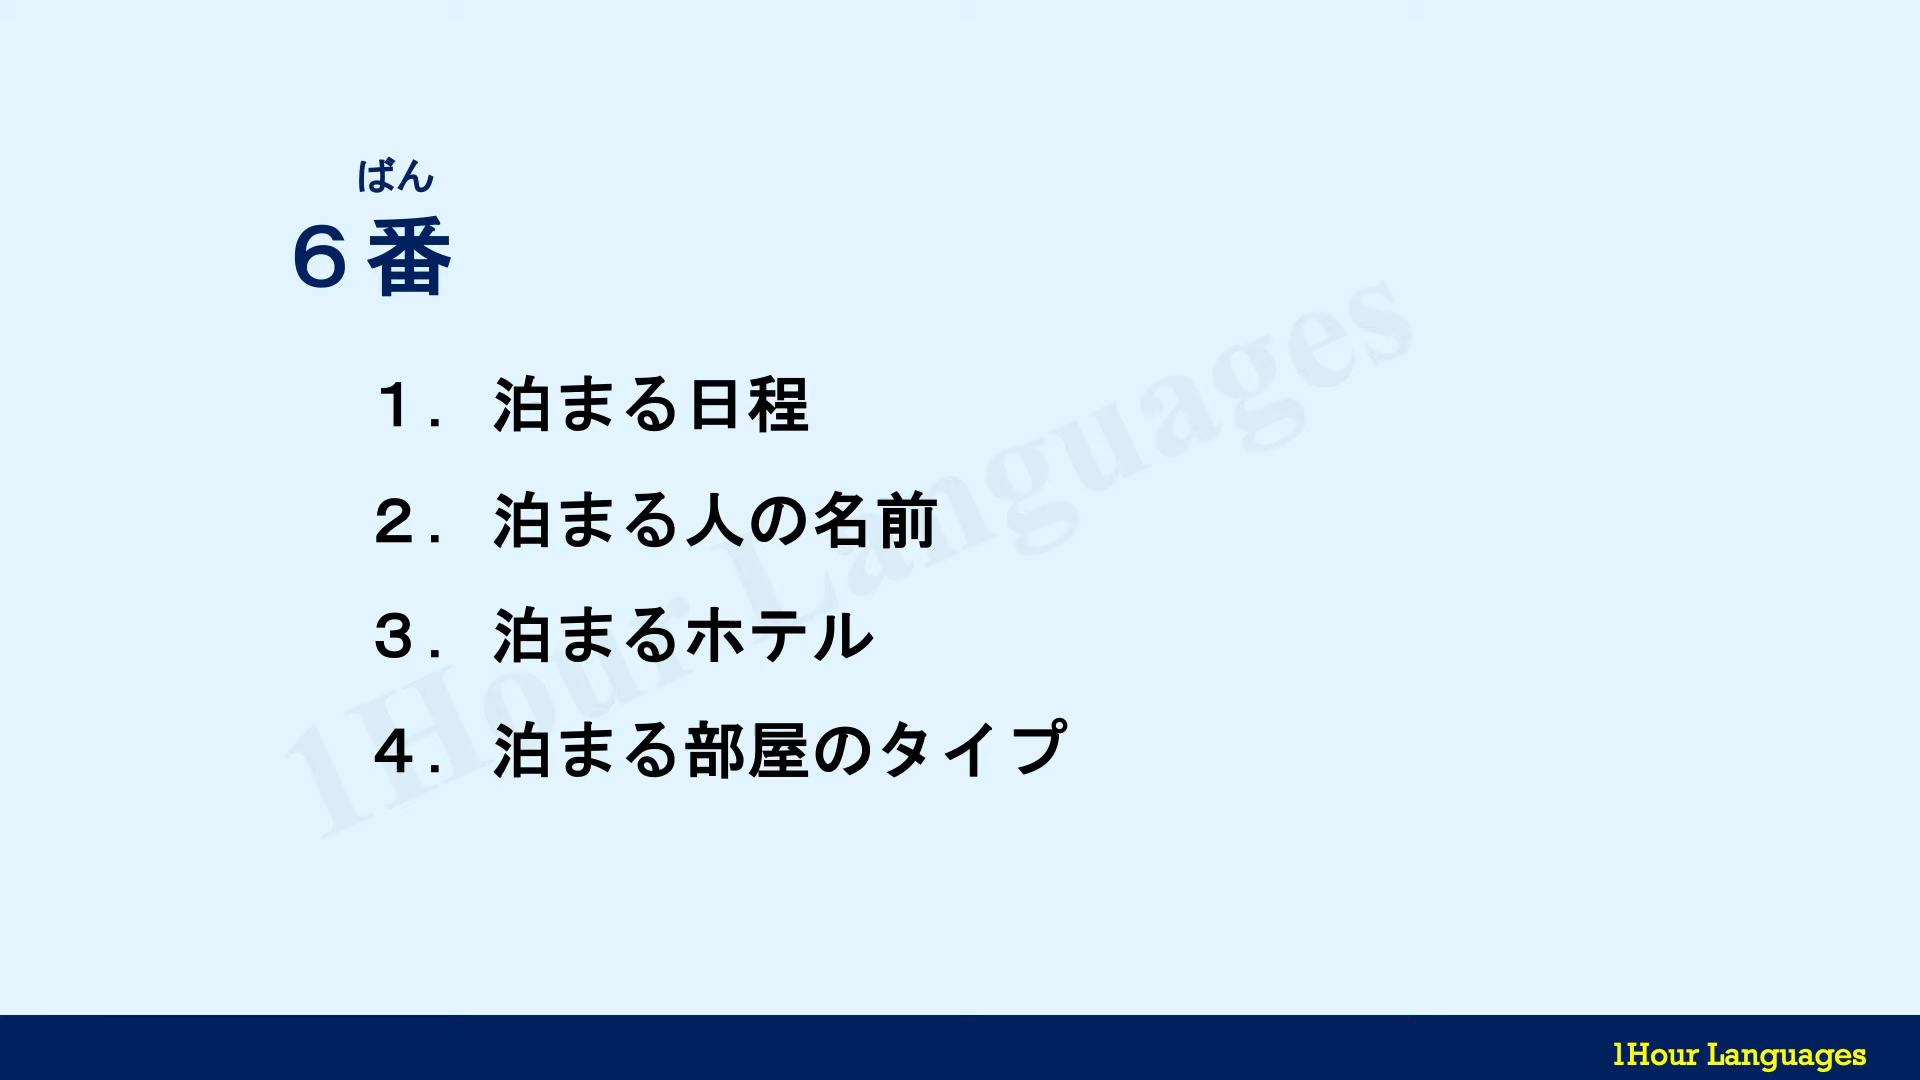 ばん
６番
１．泊まる日程
２．泊まる人の名前
３．泊まるホテル
４．泊まる部屋のタイプ
1Hour Languages
1Hour Languages